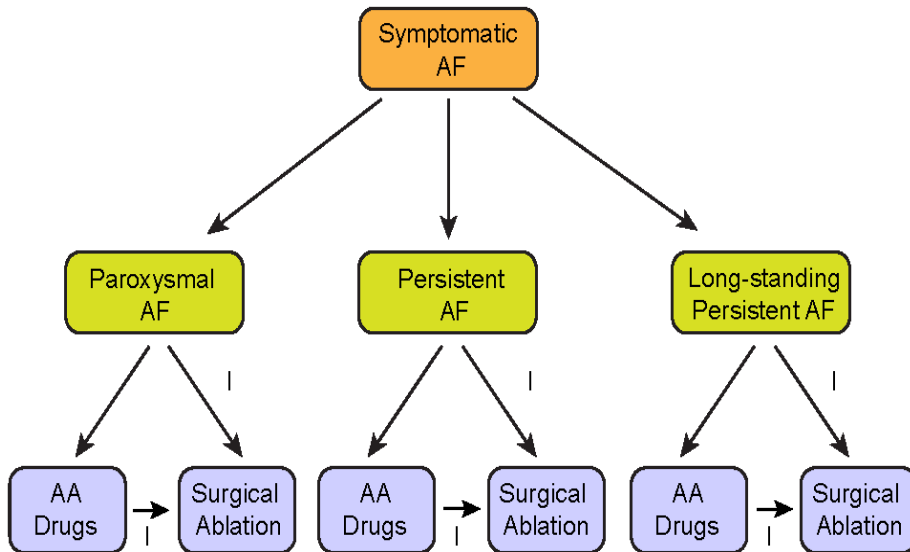 Symptomatic
AF
Paroxysmal
AF
Persistent
AF
Long-standing
Persistent AF
I
I
I
AA
Drugs
I
Surgical
Ablation
AA
Drugs
I
Surgical
Ablation
AA
Drugs
I
Surgical
Ablation